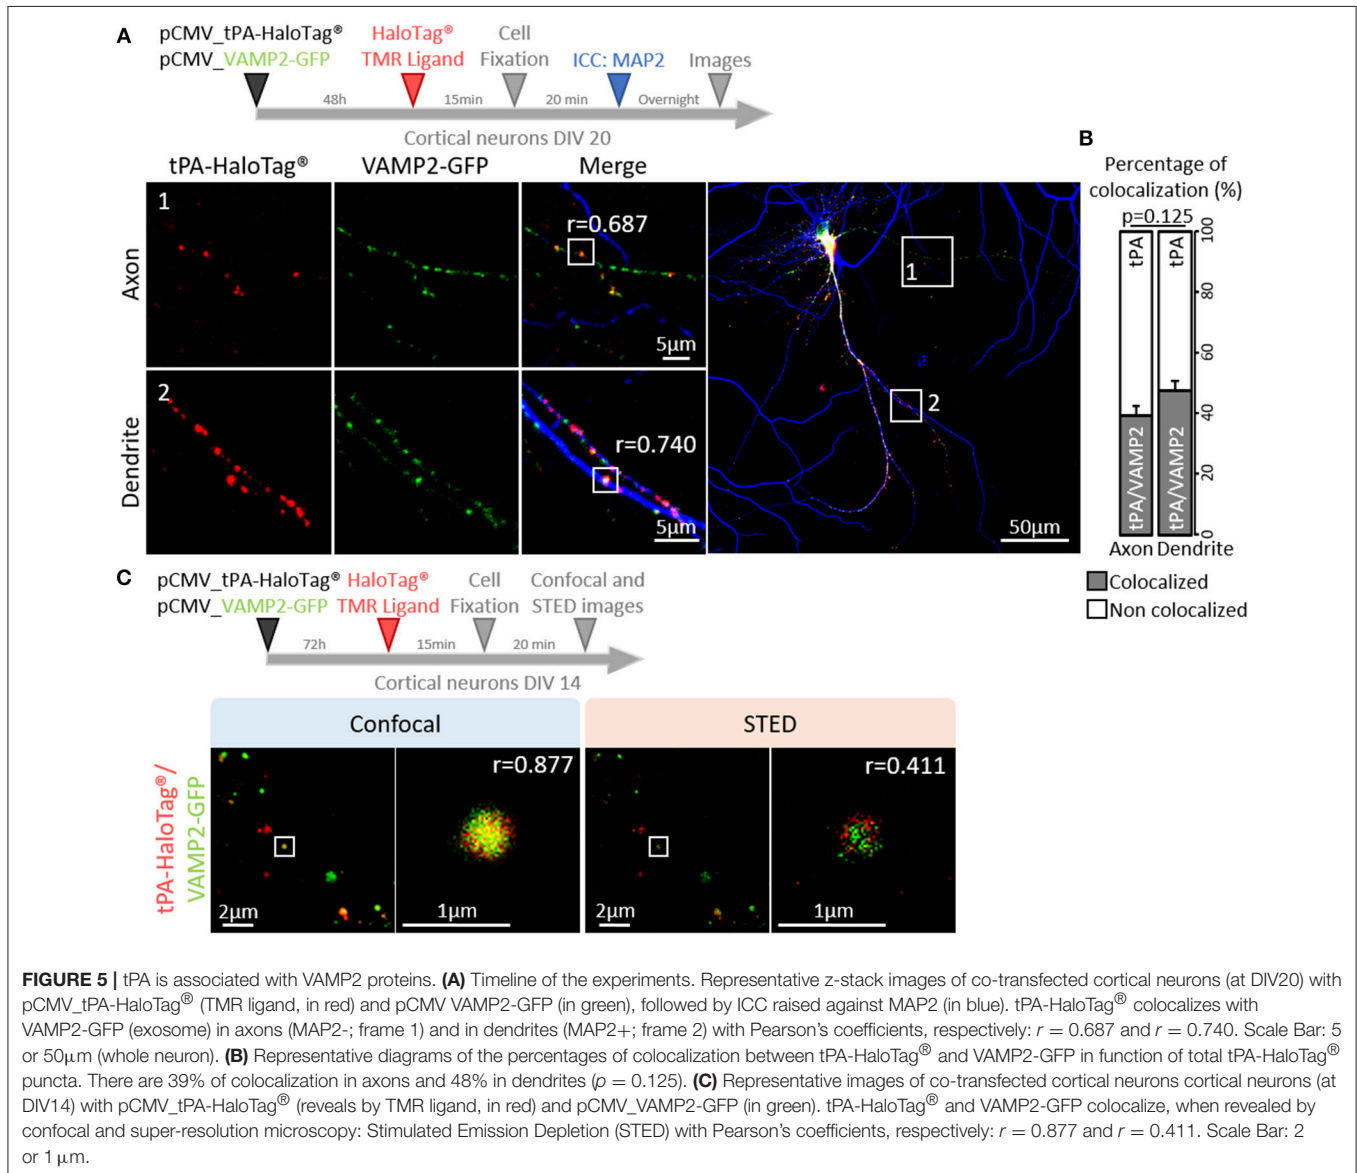 A
pCMV_tPA-HaloTag®
pCMV_VAMP2-GFP
HaloTag®
TMR Ligand
Cell
Fixation
ICC: MAP2
Images
48h
15min
20 min
Overnight
Cortical neurons DIV 20
tPA-HaloTag®
VAMP2-GFP
Merge
Axon
1
r=0.687
5µm
1
2
50µm
Dendrite
2
r=0.740
5µm
B
Percentage of
colocalization (%)
p=0.125
tPA
tPA
tPA/VAMP2
tPA/VAMP2
100
80
60
40
20
0
Axon Dendrite
Colocalized
Non colocalized
C
pCMV_tPA-HaloTag®
pCMV_VAMP2-GFP
HaloTag®
TMR Ligand
Cell
Fixation
Confocal and
STED images
72h
15min
20 min
Cortical neurons DIV 14
Confocal
STED
tPA-HaloTag®/
VAMP2-GFP
2µm
r=0.877
1µm
2µm
r=0.411
1µm
FIGURE 5 | tPA is associated with VAMP2 proteins. (A) Timeline of the experiments. Representative z-stack images of co-transfected cortical neurons (at DIV20) with
pCMV_tPA-HaloTag® (TMR ligand, in red) and pCMV VAMP2-GFP (in green), followed by ICC raised against MAP2 (in blue). tPA-HaloTag® colocalizes with
VAMP2-GFP (exosome) in axons (MAP2-; frame 1) and in dendrites (MAP2+; frame 2) with Pearson's coefficients, respectively: r = 0.687 and r = 0.740. Scale Bar: 5
or 50µm (whole neuron). (B) Representative diagrams of the percentages of colocalization between tPA-HaloTag® and VAMP2-GFP in function of total tPA-HaloTag®
puncta. There are 39% of colocalization in axons and 48% in dendrites (p = 0.125). (C) Representative images of co-transfected cortical neurons cortical neurons (at
DIV14) with pCMV_tPA-HaloTag® (reveals by TMR ligand, in red) and pCMV_VAMP2-GFP (in green). tPA-HaloTag® and VAMP2-GFP colocalize, when revealed by
confocal and super-resolution microscopy: Stimulated Emission Depletion (STED) with Pearson's coefficients, respectively: r = 0.877 and r = 0.411. Scale Bar: 2
or 1 µm.